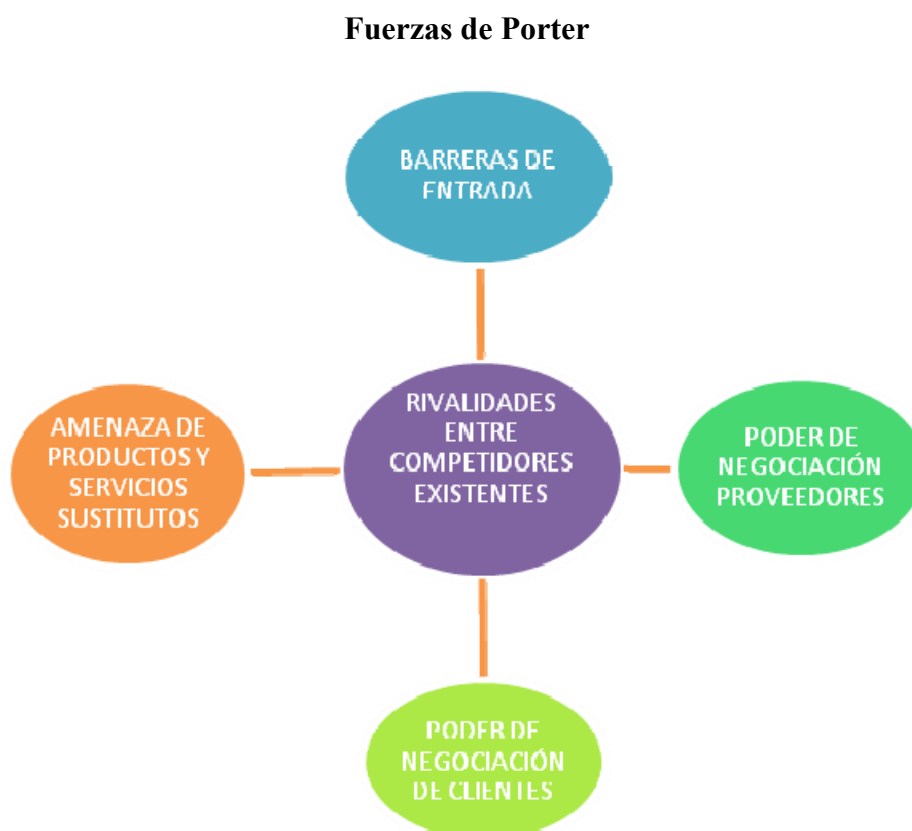 Fuerzas de Porter
BARRERAS DE
ENTRADA
AMENAZA DE
PRODUCTOS Y
SERVICIOS
SUSTITUTOS
RIVALIDADES
ENTRE
COMPETIDORES
EXISTENTES
PODER DE
NEGOCIACIÓN
PROVEEDORES
PODER DE
NEGOCIACIÓN
DE CLIENTES